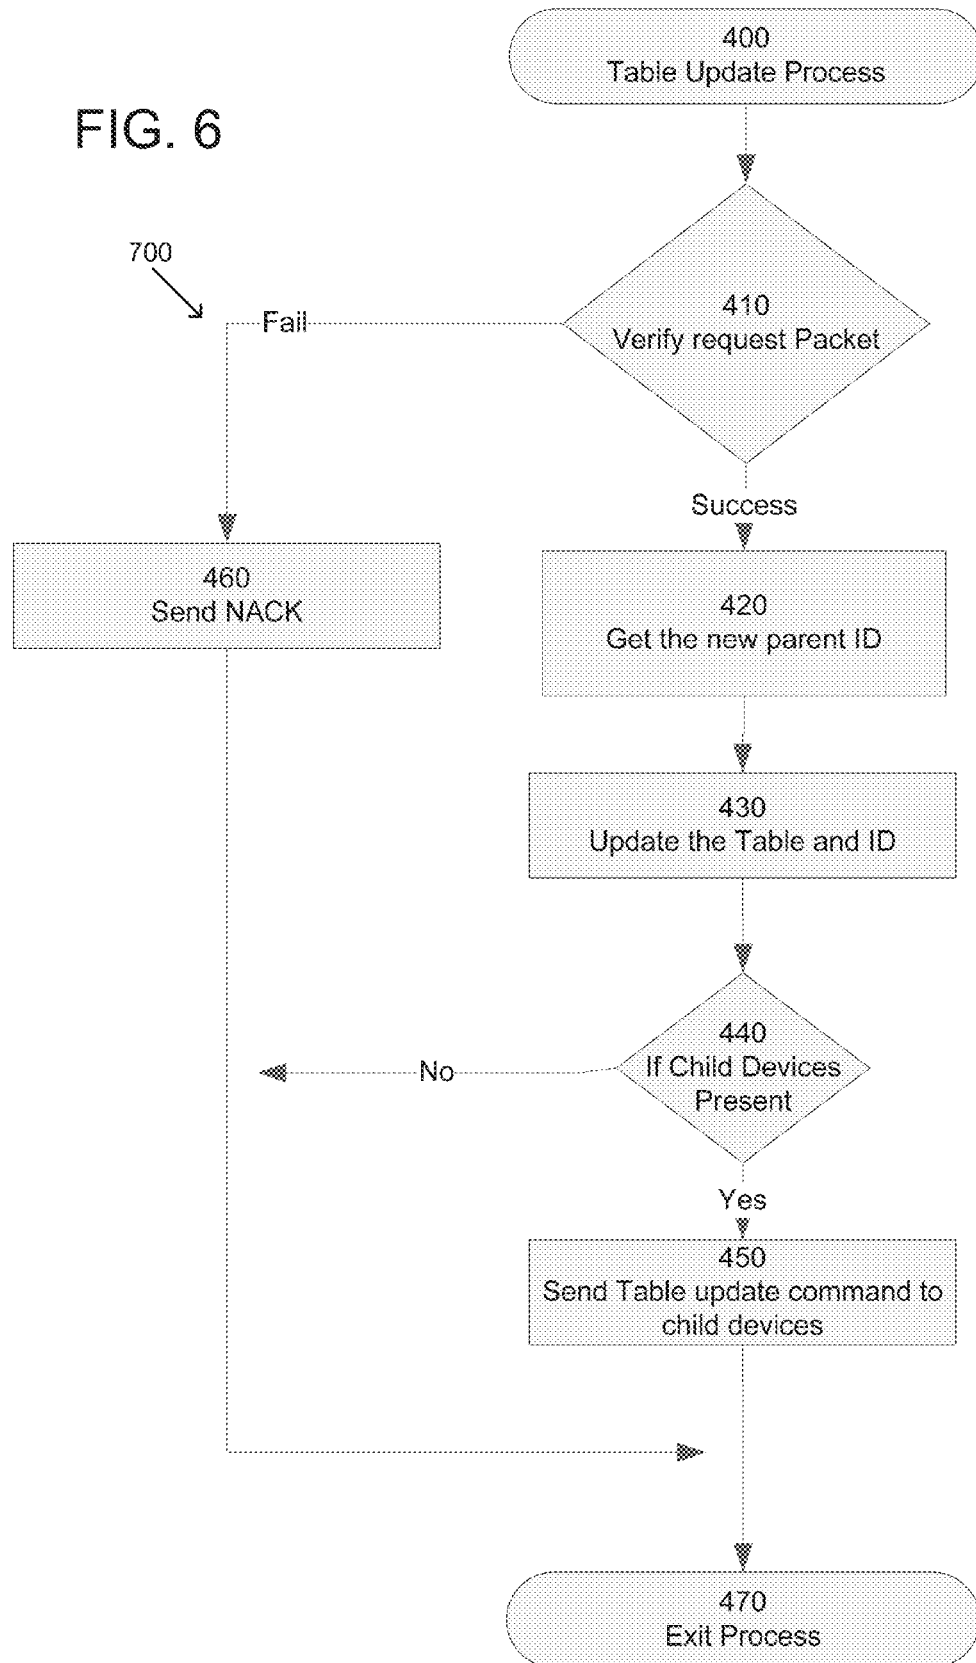 400
Table Update Process
FIG. 6
700
410
Verify request Packet
Fail
Success
460
Send NACK
420
Get the new parent ID
430
Update the Table and ID
440
If Child Devices
Present
No
Yes
450
Send Table update command to
child devices
470
Exit Process